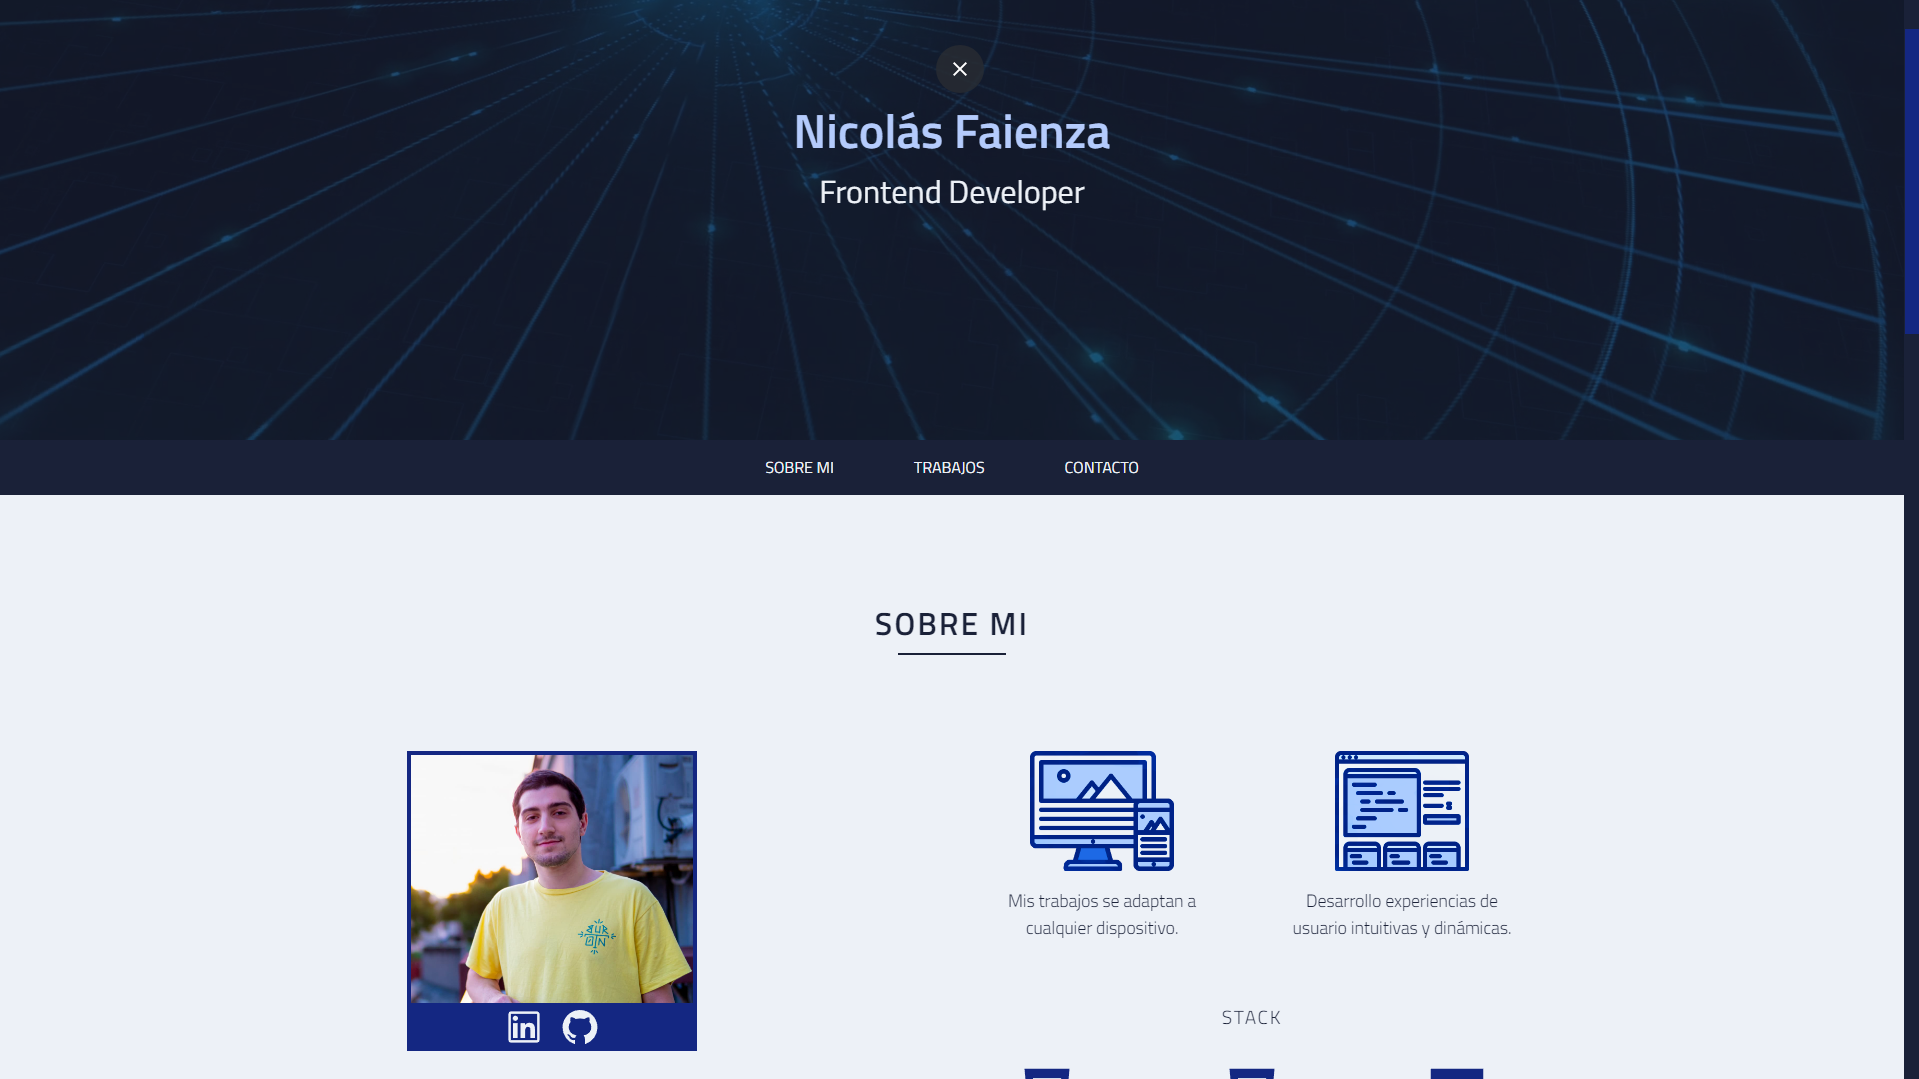 Nicolás Faienza
Frontend Developer
SOBRE MI
TRABAJOS
CONTACTO
SOBRE MI
Mis trabajos se adaptan a
cualquier dispositivo.
Desarrollo experiencias de
usuario intuitivas y dinámicas.
in
STACK